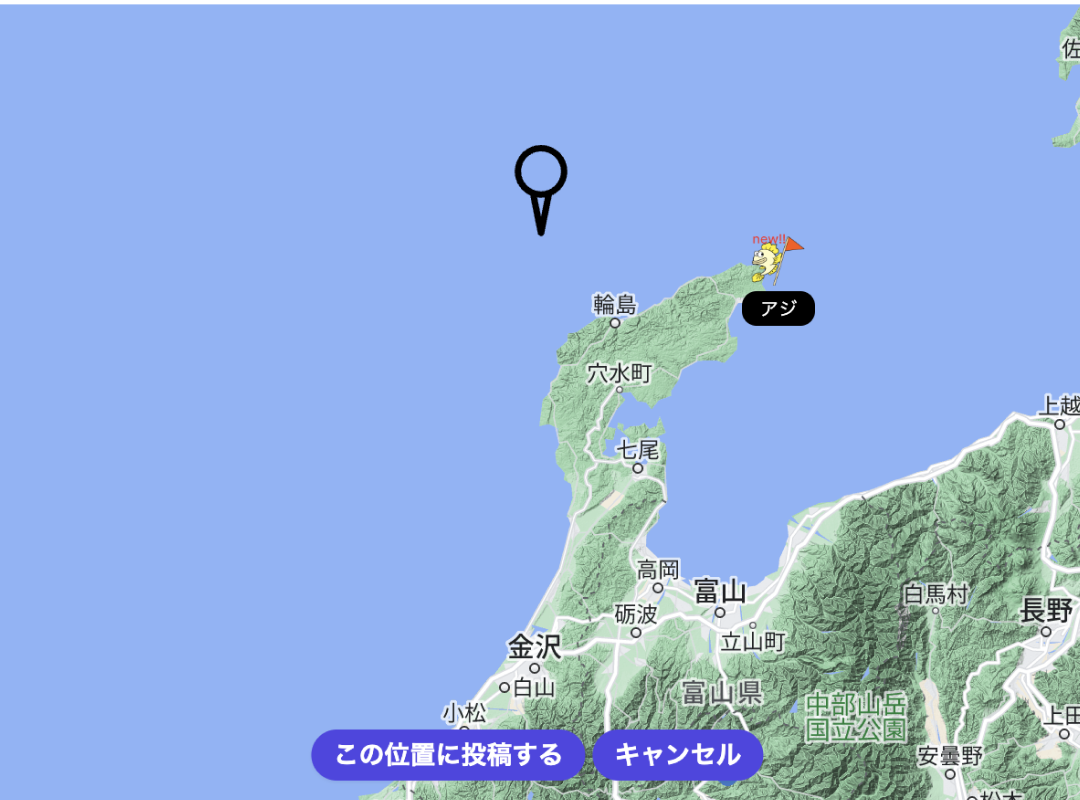 佐
new!!
アジ
輪島
穴水町
上越
七尾
高岡
富山
白馬村
砺波
長野
立山町
金沢
白山
富山県
中部山岳
国立公園
小松
上田
この位置に投稿する
キャンセル
安曇野
松本